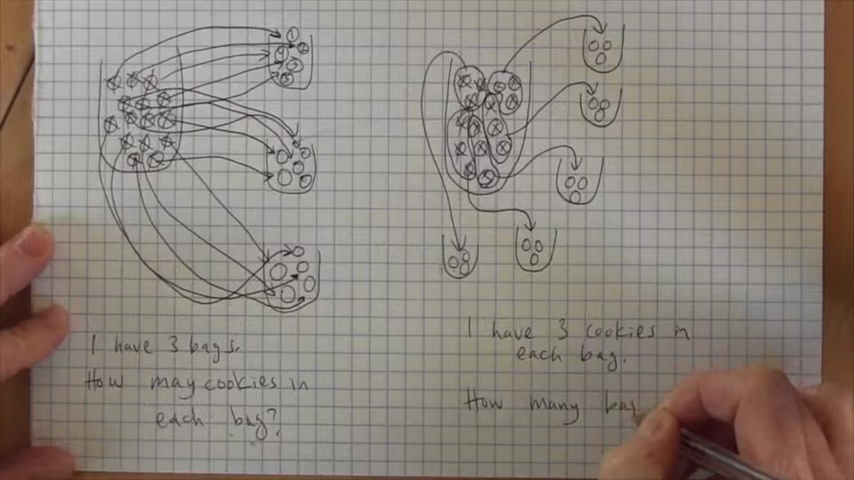 I have 3 bags.
How may cookies in
each bag?
I have 3 cookies in
each bag.
How many bag